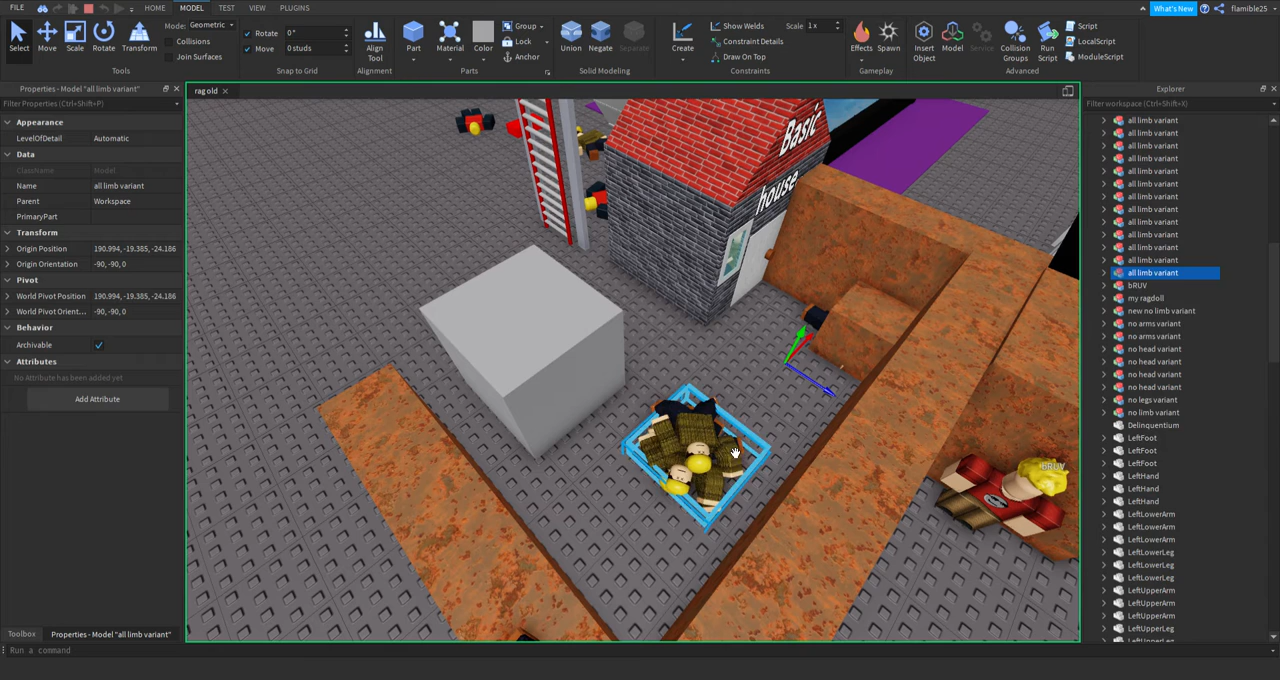 FILE HOME MODEL TEST VIEW PLUGINS What's New flamible25
Select Move Scale Rotate Transform
Mode: Geometric
Collisions
Join Surfaces
Tools
Rotate 0°
Move 0 studs
Snap to Grid
Align Tool
Alignment
Part Material Color
Group
Lock
Anchor
Parts
Union Negate Separate
Solid Modeling
Create
Show Welds Scale 1 x
Constraint Details
Draw On Top
Constraints
Effects Spawn
Gameplay
Insert Object Model Service Collision Groups Run Script
Script
LocalScript
ModuleScript
Advanced
Properties - Model "all limb variant"
Filter Properties (Ctrl+Shift+P)
Appearance
LevelOfDetail Automatic
Data
ClassName Model
Name all limb variant
Parent Workspace
PrimaryPart
Transform
Origin Position 190.994, -19.385, -24.186
Origin Orientation -90, -90, 0
Pivot
World Pivot Position 190.994, -19.385, -24.186
World Pivot Orient... -90, -90, 0
Behavior
Archivable
Attributes
No Attribute has been added yet
Add Attribute
Toolbox Properties - Model "all limb variant"
Run a command
rag old
Basic
house
BRUV
Explorer
Filter workspace (Ctrl+Shift+X)
all limb variant
all limb variant
all limb variant
all limb variant
all limb variant
all limb variant
all limb variant
all limb variant
all limb variant
all limb variant
all limb variant
all limb variant
all limb variant
bRUV
my ragdoll
new no limb variant
no arms variant
no arms variant
no head variant
no head variant
no head variant
no head variant
no legs variant
no limb variant
Delinquentium
LeftFoot
LeftFoot
LeftFoot
LeftHand
LeftHand
LeftHand
LeftLowerArm
LeftLowerArm
LeftLowerArm
LeftLowerLeg
LeftLowerLeg
LeftLowerLeg
LeftUpperArm
LeftUpperArm
LeftUpperArm
LeftUpperLeg
LeftUpperLeg